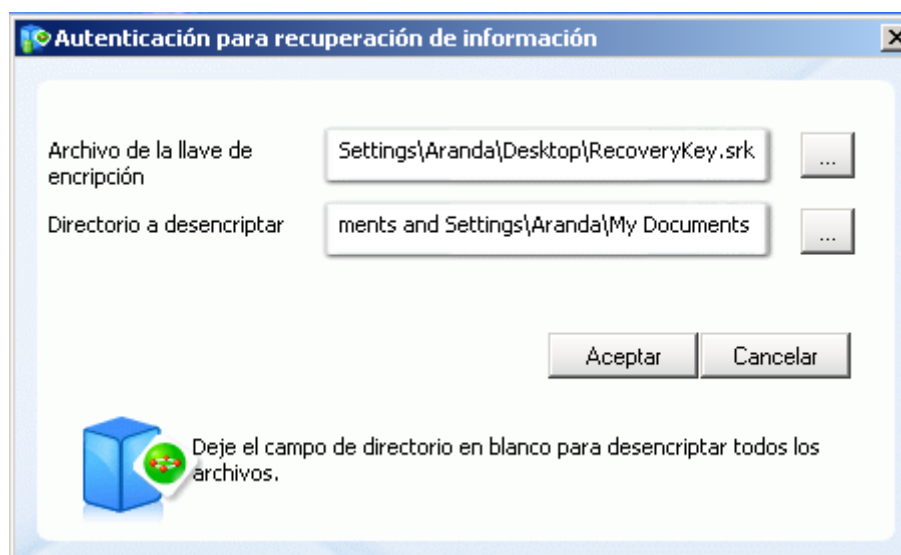 Autenticación para recuperación de información
Archivo de la llave de
encripción
Settings\Aranda\Desktop\RecoveryKey.srk
...
Directorio a desencriptar
ments and Settings\Aranda\My Documents
...
Aceptar
Cancelar
Deje el campo de directorio en blanco para desencriptar todos los
archivos.